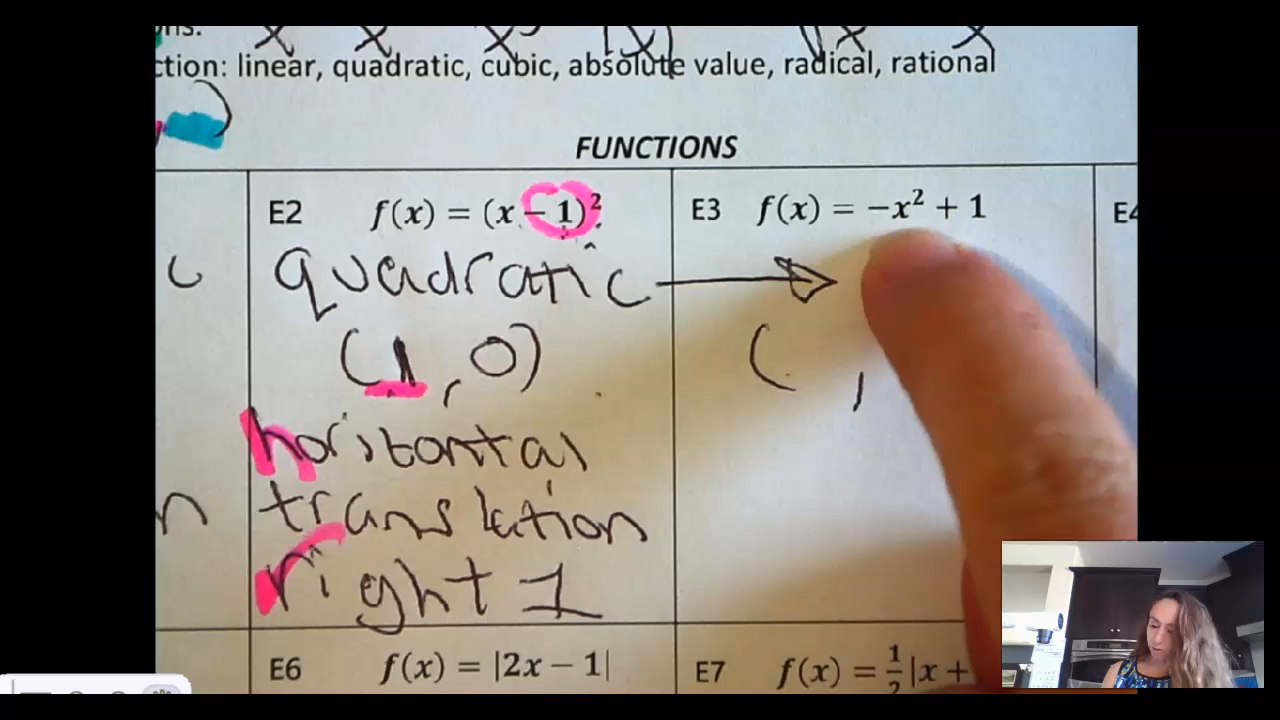 ction: linear, quadratic, cubic, absolute value, radical, rational
FUNCTIONS
E2 f(x) = (x − 1)²
quadratic
(1, 0)
horizontal
translation
right 1
E3 f(x) = −x² + 1
( ,
E4
c
n
E6 f(x) = |2x − 1|
E7 f(x) = ½|x +